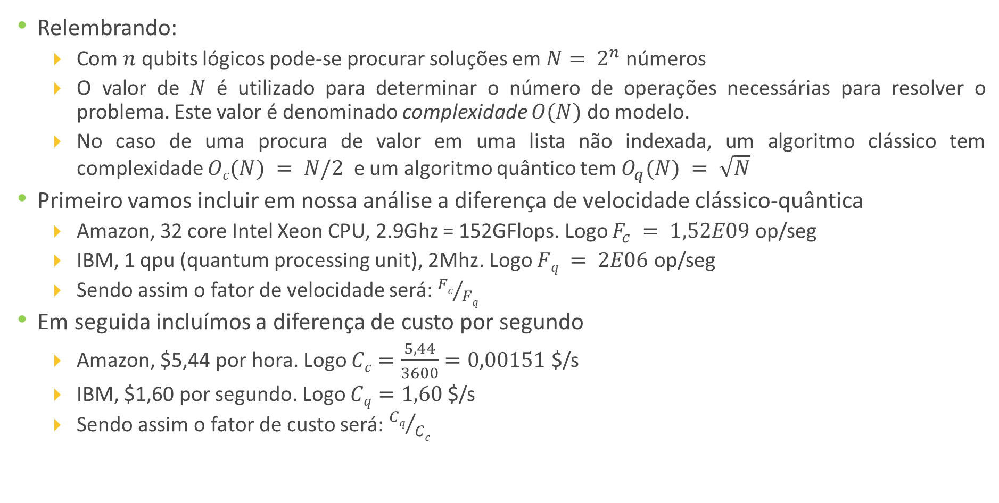 • Relembrando:
Com n qubits lógicos pode-se procurar soluções em N = 2ⁿ números
O valor de N é utilizado para determinar o número de operações necessárias para resolver o
problema. Este valor é denominado complexidade O(N) do modelo.
No caso de uma procura de valor em uma lista não indexada, um algoritmo clássico tem
complexidade O_c(N) = N/2 e um algoritmo quântico tem O_q(N) = √N
• Primeiro vamos incluir em nossa análise a diferença de velocidade clássico-quântica
Amazon, 32 core Intel Xeon CPU, 2.9Ghz = 152GFlops. Logo F_c = 1,52E09 op/seg
IBM, 1 qpu (quantum processing unit), 2Mhz. Logo F_q = 2E06 op/seg
Sendo assim o fator de velocidade será: F_c/F_q
• Em seguida incluímos a diferença de custo por segundo
Amazon, $5,44 por hora. Logo C_c = 5,44/3600 = 0,00151 $/s
IBM, $1,60 por segundo. Logo C_q = 1,60 $/s
Sendo assim o fator de custo será: C_q/C_c